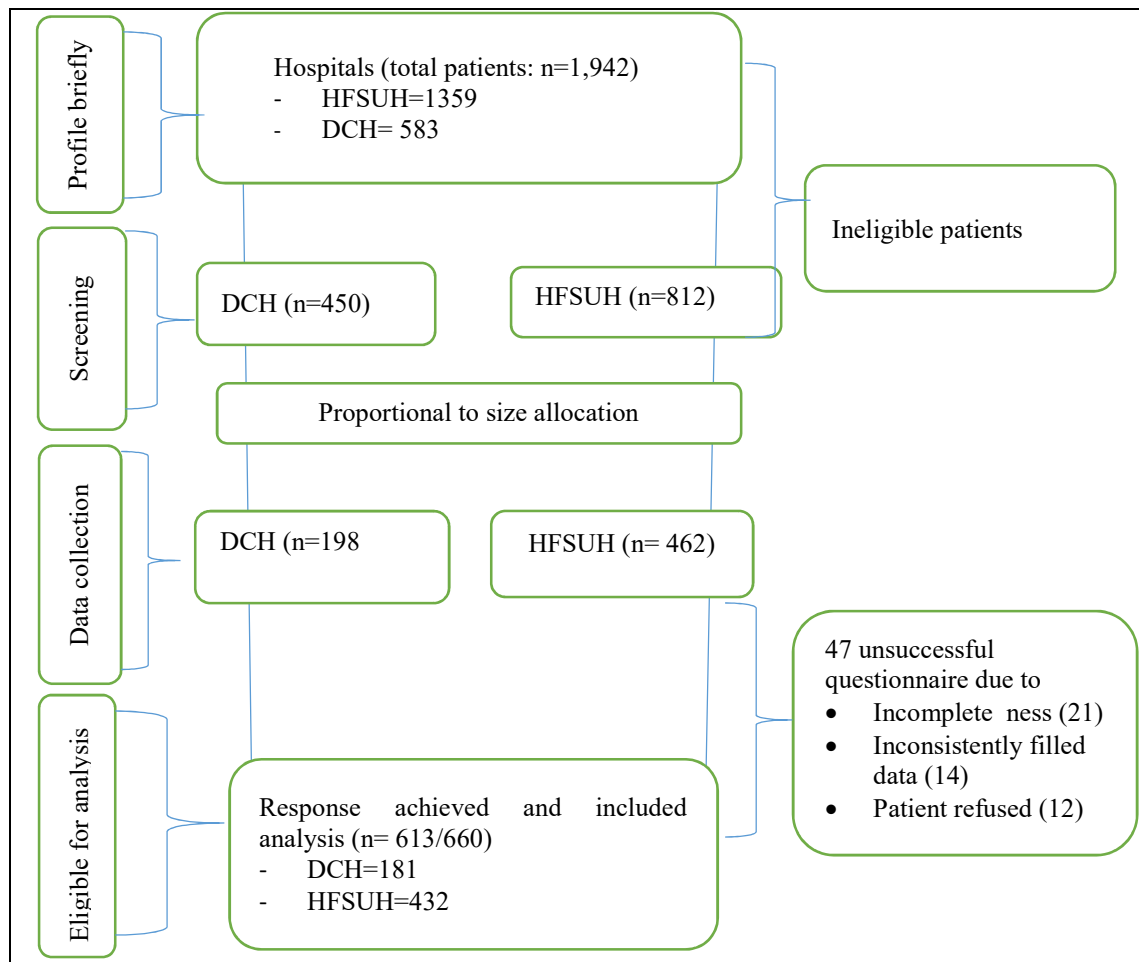 Profile briefly
Hospitals (total patients: n=1,942)
- HFSUH=1359
- DCH= 583
Ineligible patients
Screening
DCH (n=450)
HFSUH (n=812)
Proportional to size allocation
Data collection
DCH (n=198
HFSUH (n= 462)
47 unsuccessful
questionnaire due to
• Incomplete ness (21)
• Inconsistently filled
data (14)
• Patient refused (12)
Eligible for analysis
Response achieved and included
analysis (n= 613/660)
- DCH=181
- HFSUH=432